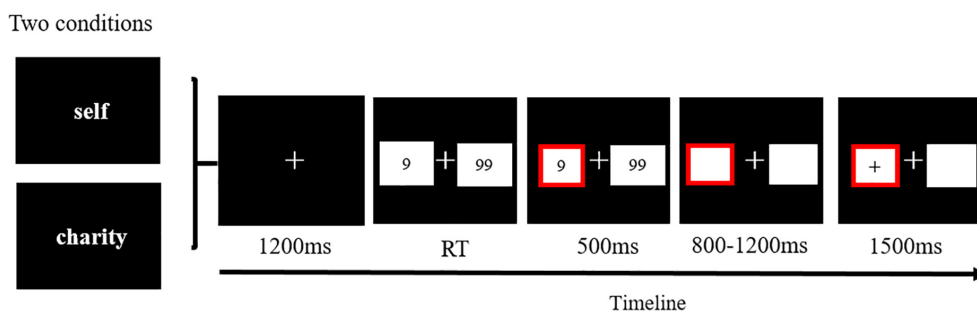 Two conditions
self
charity
+
9 + 99
9 + 99
+
+ +
1200ms
RT
500ms
800-1200ms
1500ms
Timeline